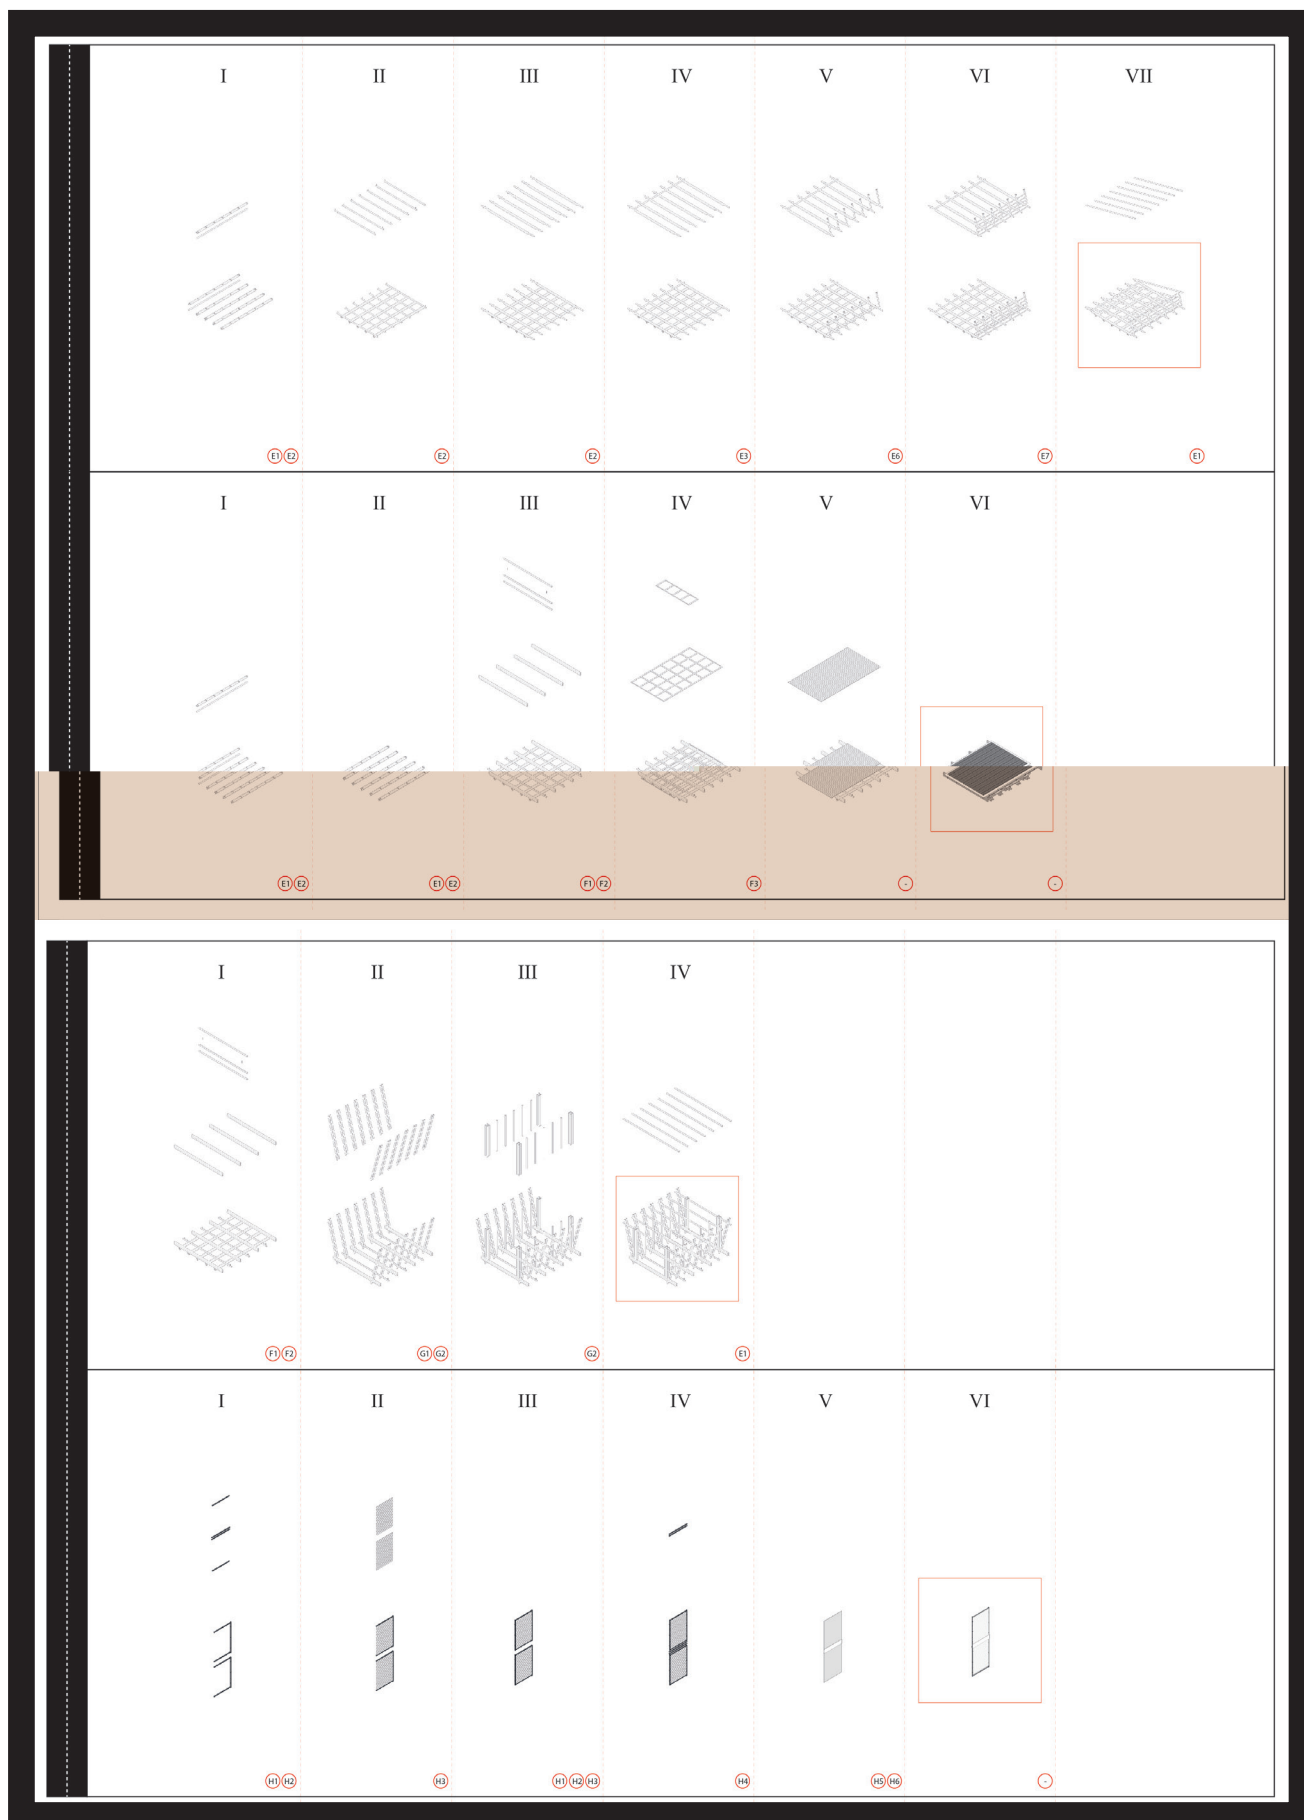 I II III IV V VI VII
E1 E2 E2 E2 E3 E6 E7 E1
I II III IV V VI
E1 E2 E1 E2 F1 F2 F3 - -
I II III IV
F1 F2 G1 G2 G2 E1
I II III IV V VI
H1 H2 H3 H1 H2 H3 H4 H5 H6 -